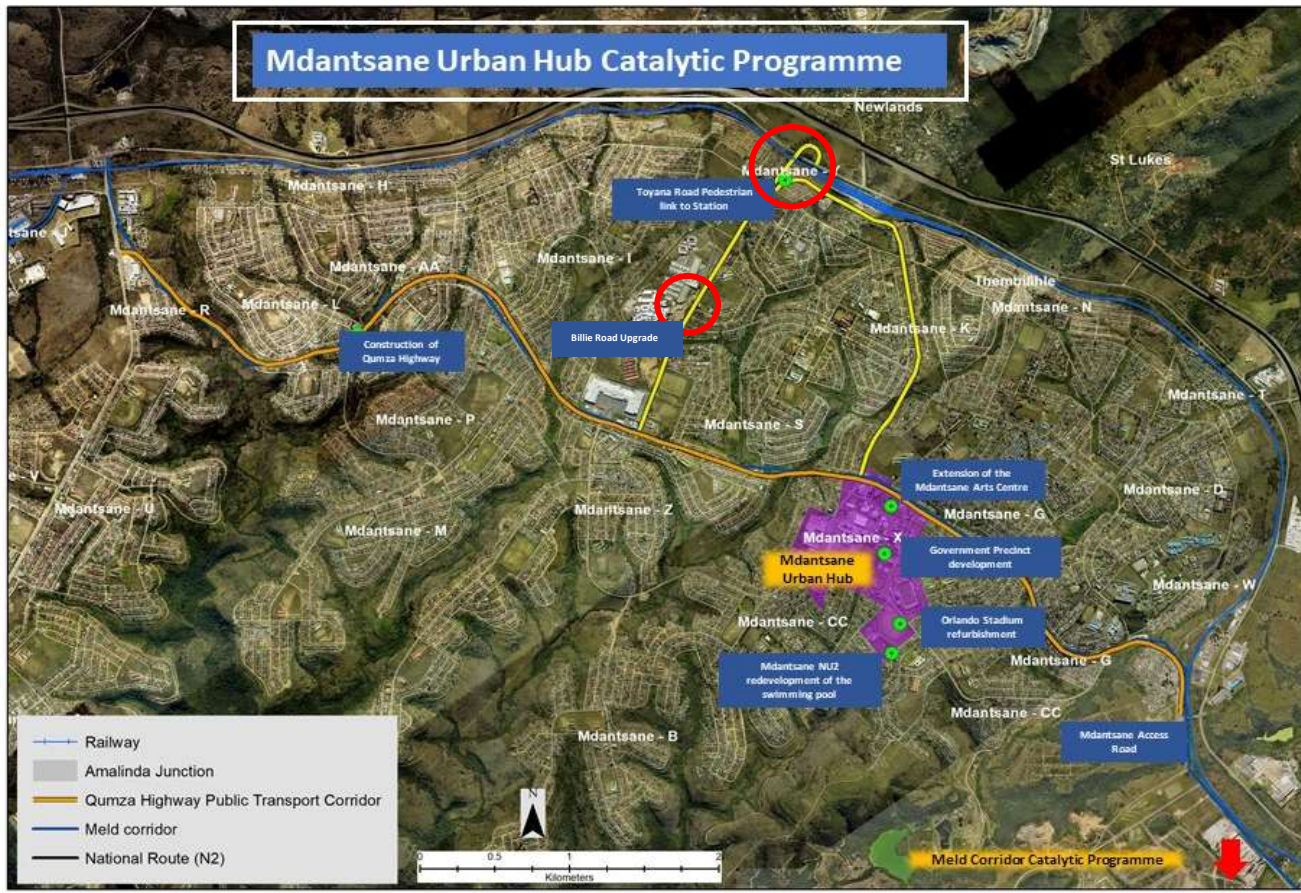 Mdantsane Urban Hub Catalytic Programme
Newlands
St Lukes
Mdantsane - H
Mdantsane -
Toyana Road Pedestrian
link to Station
tsane - J
Mdantsane - AA
Mdantsane - I
Thembilihle
Mdantsane - R
Mdantsane - L
Mdantsane - N
Mdantsane - K
Construction of
Qumza Highway
Billie Road Upgrade
Mdantsane - T
Mdantsane - P
Mdantsane - S
e - V
Mdantsane - U
Mdantsane - M
Mdantsane - Z
Extension of the
Mdantsane Arts Centre
Mdantsane - D
Mdantsane - G
Mdantsane - X
Government Precinct
development
Mdantsane
Urban Hub
Mdantsane - W
Mdantsane - CC
Orlando Stadium
refurbishment
Mdantsane - G
Mdantsane NU2
redevelopment of the
swimming pool
Mdantsane - CC
Mdantsane - B
Mdantsane Access
Road
Railway
Amalinda Junction
Qumza Highway Public Transport Corridor
Meld corridor
National Route (N2)
N
0 0.5 1 2
Kilometers
Meld Corridor Catalytic Programme